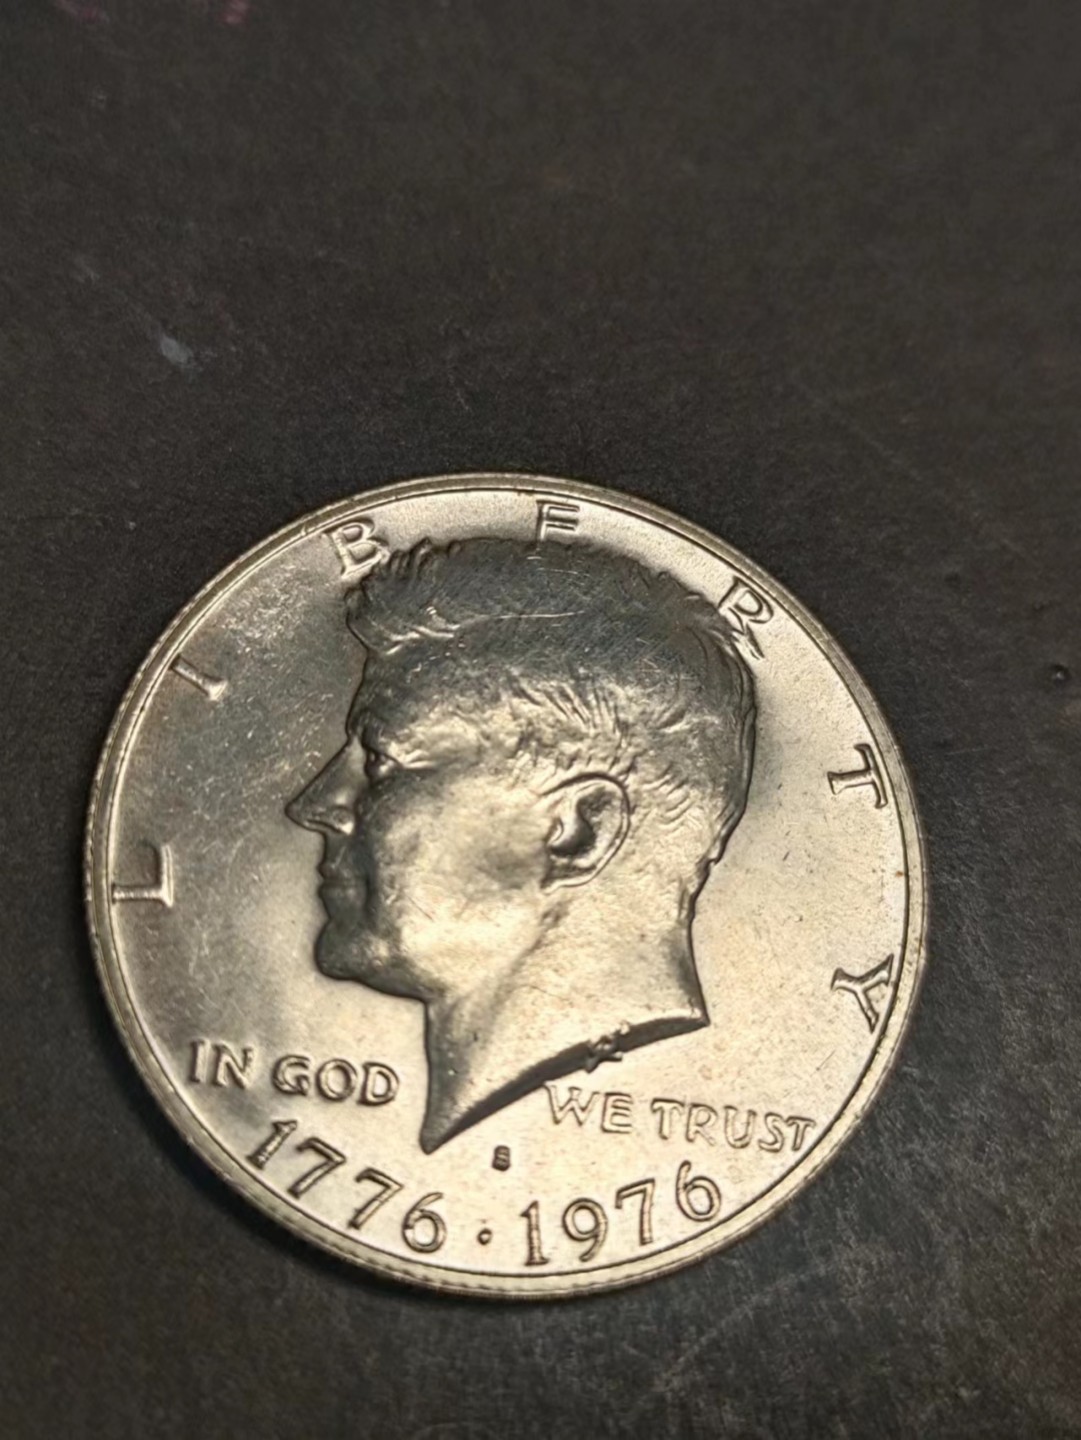 LIBERTY
IN GOD WE TRUST
S
1776 · 1976